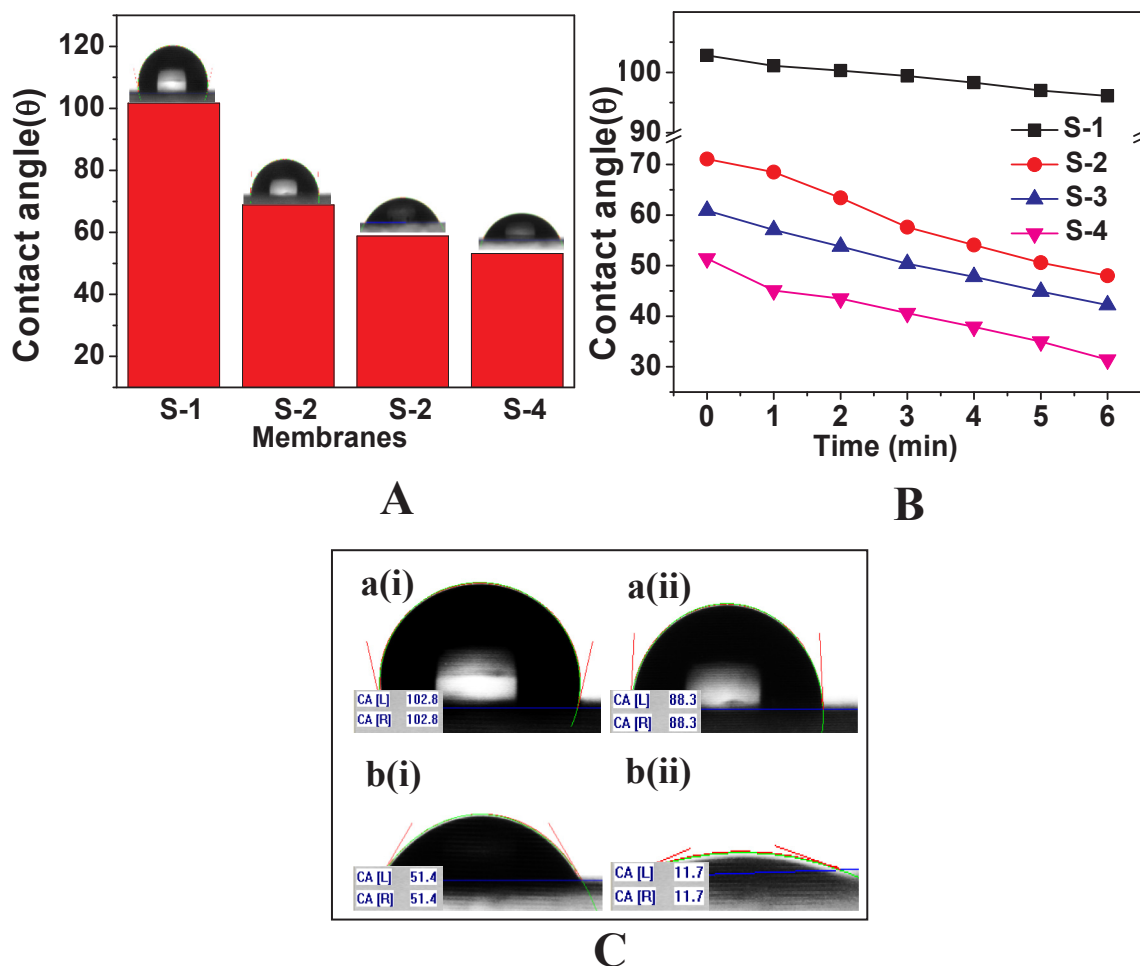 Contact angle(θ)
120
100
80
60
40
20
S-1 S-2 S-2 S-4
Membranes
A
Contact angle(θ)
100
90
70
60
50
40
30
S-1
S-2
S-3
S-4
0 1 2 3 4 5 6
Time (min)
B
a(i)
CA [L] 102.8
CA [R] 102.8
a(ii)
CA [L] 88.3
CA [R] 88.3
b(i)
CA [L] 51.4
CA [R] 51.4
b(ii)
CA [L] 11.7
CA [R] 11.7
C